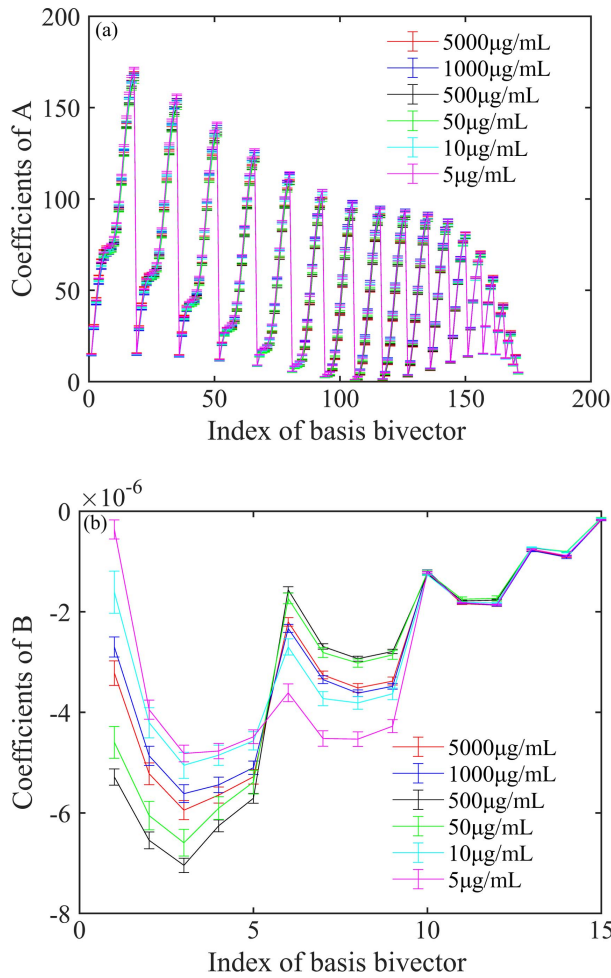 200
(a)
5000μg/mL
1000μg/mL
500μg/mL
50μg/mL
10μg/mL
5μg/mL
150
100
50
0
Coefficients of A
0 50 100 150 200
Index of basis bivector
×10⁻⁶
0
(b)
-2
-4
-6
-8
Coefficients of B
5000μg/mL
1000μg/mL
500μg/mL
50μg/mL
10μg/mL
5μg/mL
0 5 10 15
Index of basis bivector